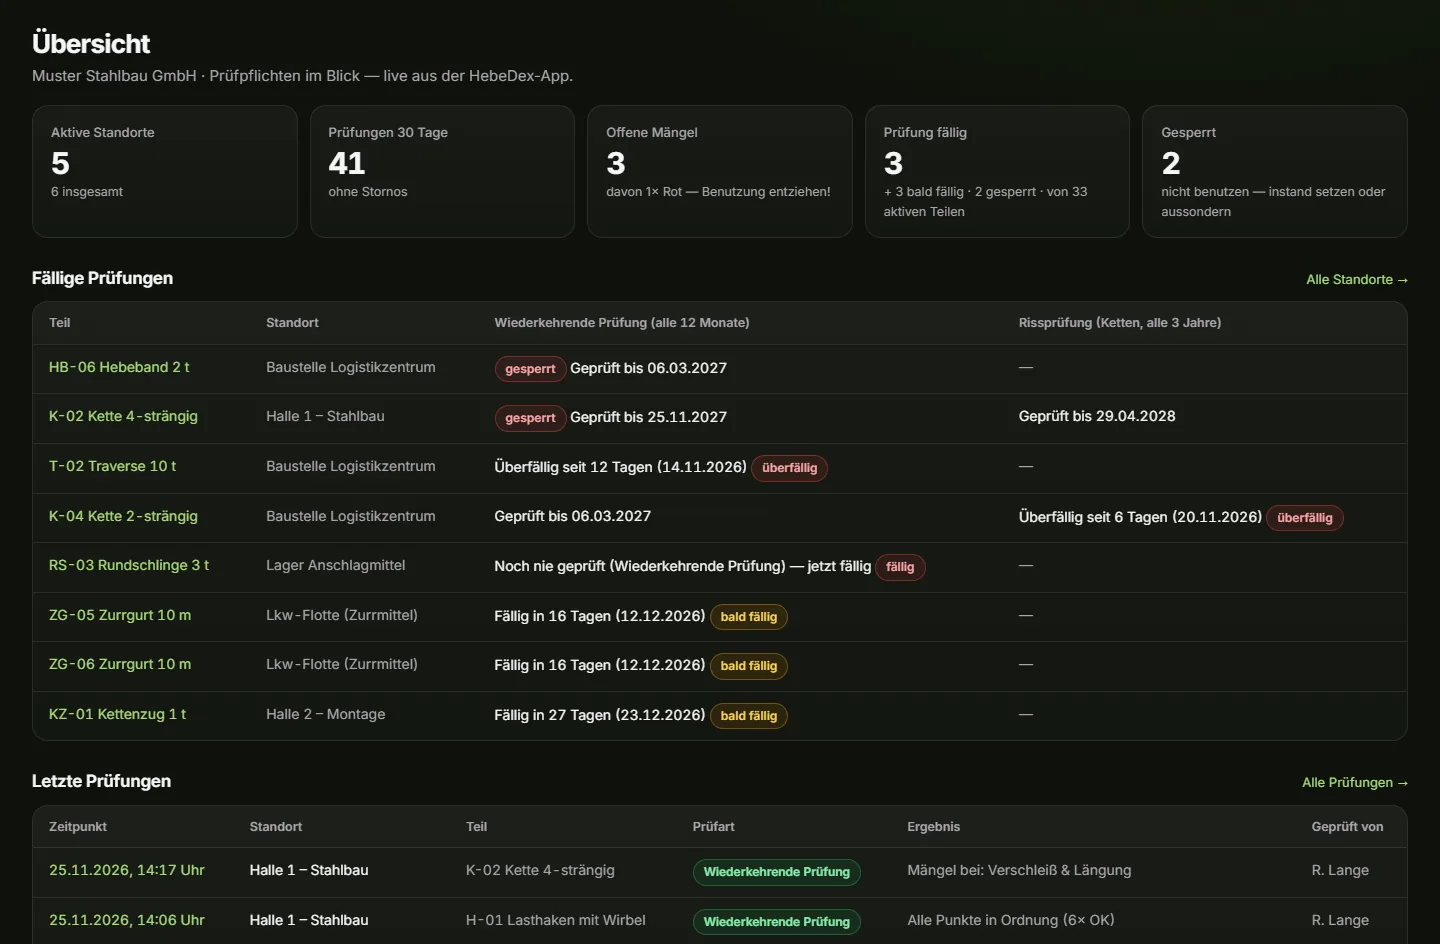 Übersicht
Muster Stahlbau GmbH · Prüfpflichten im Blick — live aus der HebeDex-App.
Aktive Standorte
5
6 insgesamt
Prüfungen 30 Tage
41
ohne Stornos
Offene Mängel
3
davon 1× Rot — Benutzung entziehen!
Prüfung fällig
3
+ 3 bald fällig · 2 gesperrt · von 33
aktiven Teilen
Gesperrt
2
nicht benutzen — instand setzen oder
aussondern
Fällige Prüfungen
Alle Standorte →
Teil Standort Wiederkehrende Prüfung (alle 12 Monate) Rissprüfung (Ketten, alle 3 Jahre)
HB-06 Hebeband 2 t Baustelle Logistikzentrum gesperrt Geprüft bis 06.03.2027 —
K-02 Kette 4-strängig Halle 1 – Stahlbau gesperrt Geprüft bis 25.11.2027 Geprüft bis 29.04.2028
T-02 Traverse 10 t Baustelle Logistikzentrum Überfällig seit 12 Tagen (14.11.2026) überfällig —
K-04 Kette 2-strängig Baustelle Logistikzentrum Geprüft bis 06.03.2027 Überfällig seit 6 Tagen (20.11.2026) überfällig
RS-03 Rundschlinge 3 t Lager Anschlagmittel Noch nie geprüft (Wiederkehrende Prüfung) — jetzt fällig fällig —
ZG-05 Zurrgurt 10 m Lkw-Flotte (Zurrmittel) Fällig in 16 Tagen (12.12.2026) bald fällig —
ZG-06 Zurrgurt 10 m Lkw-Flotte (Zurrmittel) Fällig in 16 Tagen (12.12.2026) bald fällig —
KZ-01 Kettenzug 1 t Halle 2 – Montage Fällig in 27 Tagen (23.12.2026) bald fällig —
Letzte Prüfungen
Alle Prüfungen →
Zeitpunkt Standort Teil Prüfart Ergebnis Geprüft von
25.11.2026, 14:17 Uhr Halle 1 – Stahlbau K-02 Kette 4-strängig Wiederkehrende Prüfung Mängel bei: Verschleiß & Längung R. Lange
25.11.2026, 14:06 Uhr Halle 1 – Stahlbau H-01 Lasthaken mit Wirbel Wiederkehrende Prüfung Alle Punkte in Ordnung (6× OK) R. Lange